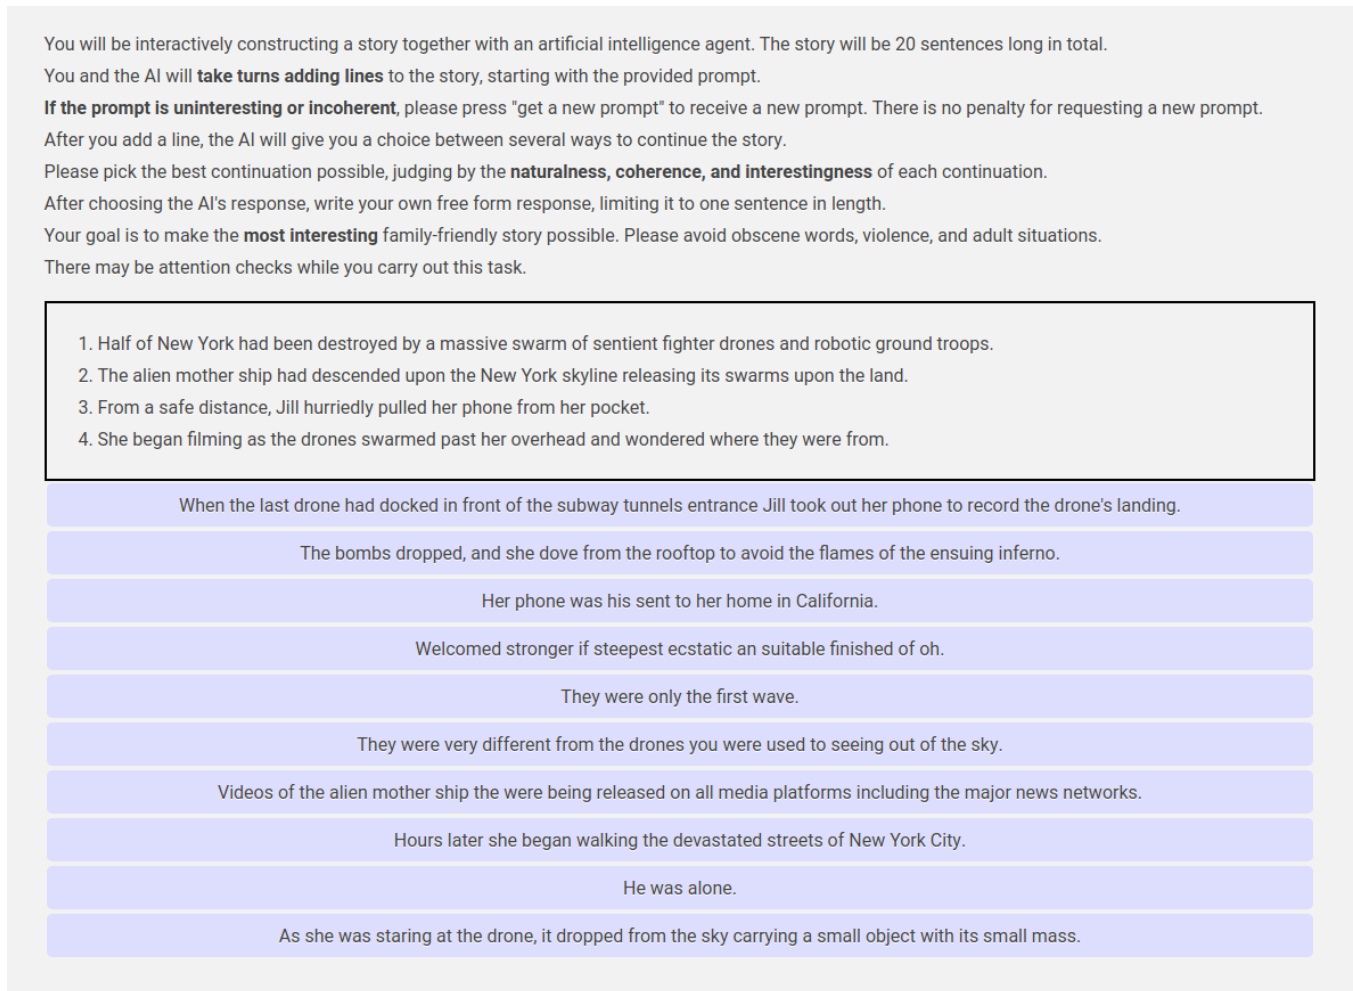 You will be interactively constructing a story together with an artificial intelligence agent. The story will be 20 sentences long in total.
You and the AI will take turns adding lines to the story, starting with the provided prompt.
If the prompt is uninteresting or incoherent, please press "get a new prompt" to receive a new prompt. There is no penalty for requesting a new prompt.
After you add a line, the AI will give you a choice between several ways to continue the story.
Please pick the best continuation possible, judging by the naturalness, coherence, and interestingness of each continuation.
After choosing the AI's response, write your own free form response, limiting it to one sentence in length.
Your goal is to make the most interesting family-friendly story possible. Please avoid obscene words, violence, and adult situations.
There may be attention checks while you carry out this task.
1. Half of New York had been destroyed by a massive swarm of sentient fighter drones and robotic ground troops.
2. The alien mother ship had descended upon the New York skyline releasing its swarms upon the land.
3. From a safe distance, Jill hurriedly pulled her phone from her pocket.
4. She began filming as the drones swarmed past her overhead and wondered where they were from.
When the last drone had docked in front of the subway tunnels entrance Jill took out her phone to record the drone's landing.
The bombs dropped, and she dove from the rooftop to avoid the flames of the ensuing inferno.
Her phone was his sent to her home in California.
Welcomed stronger if steepest ecstatic an suitable finished of oh.
They were only the first wave.
They were very different from the drones you were used to seeing out of the sky.
Videos of the alien mother ship the were being released on all media platforms including the major news networks.
Hours later she began walking the devastated streets of New York City.
He was alone.
As she was staring at the drone, it dropped from the sky carrying a small object with its small mass.